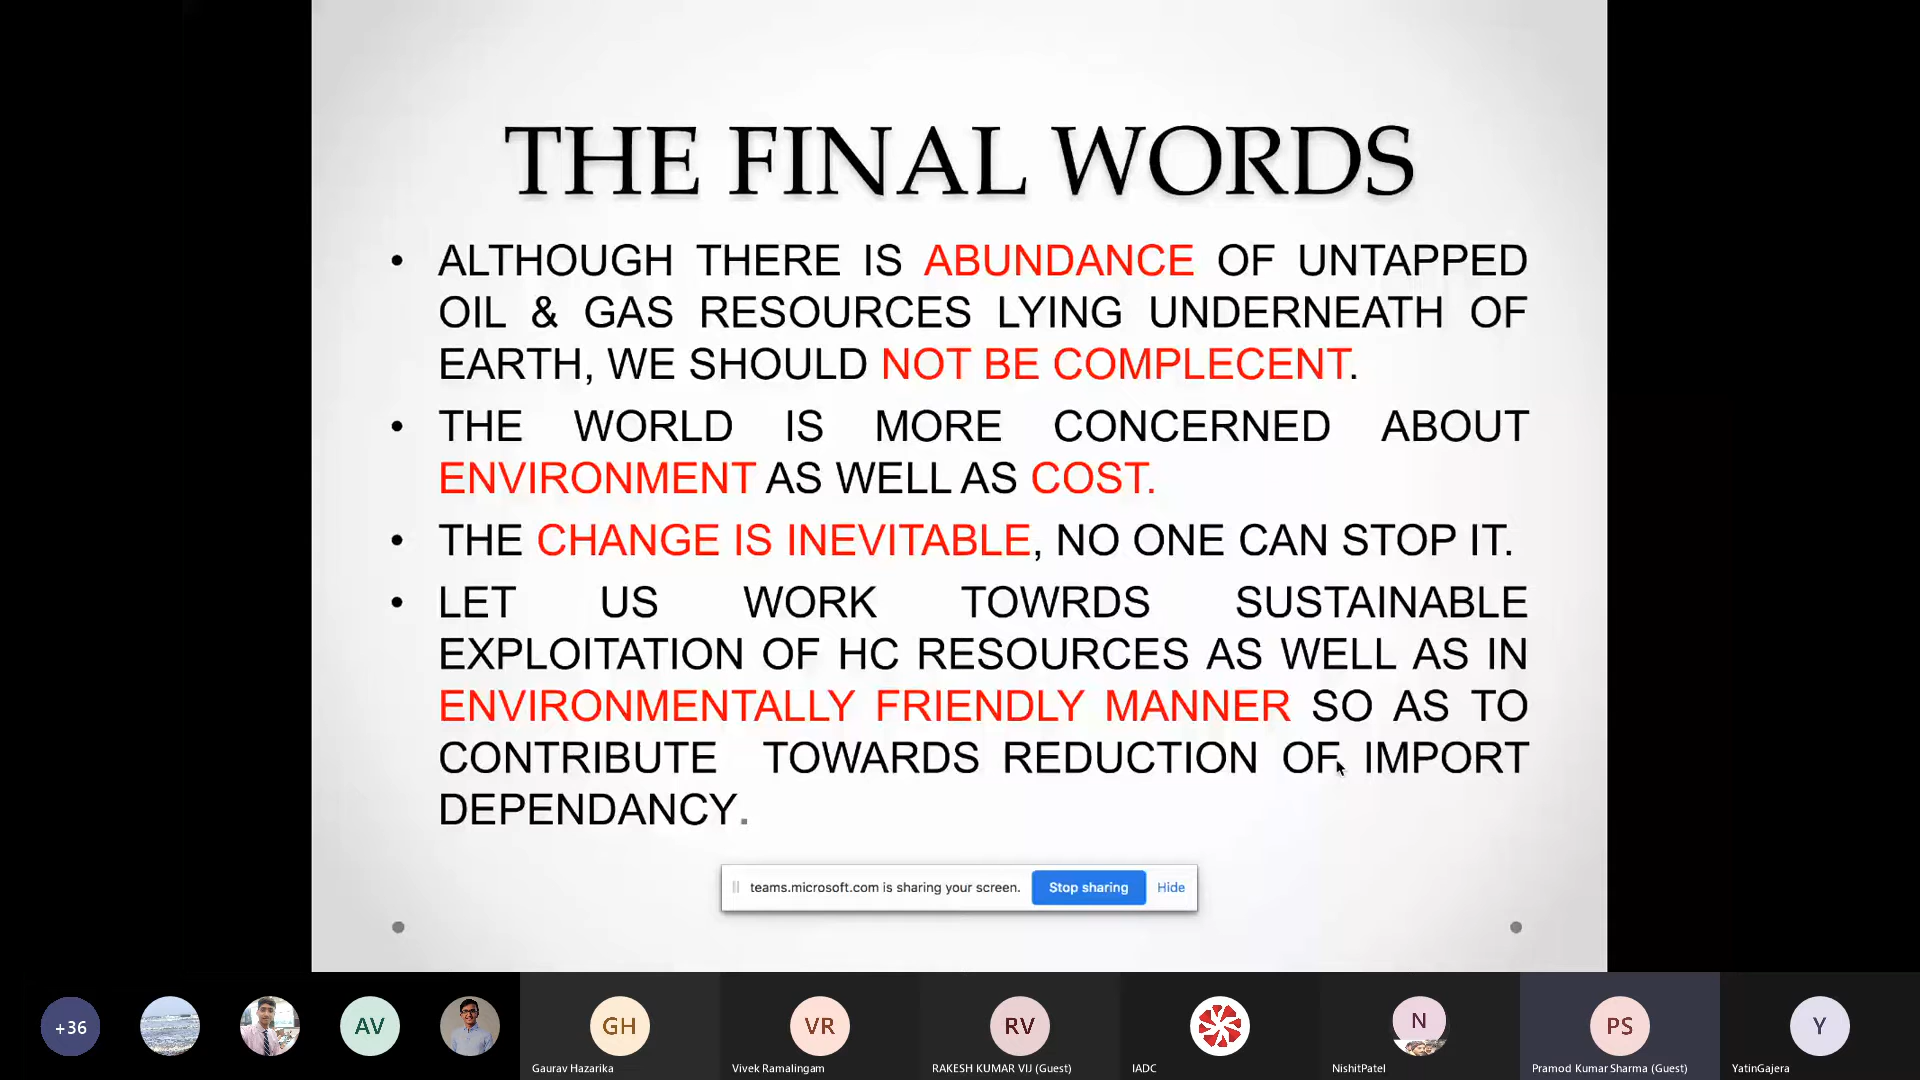 THE FINAL WORDS
• ALTHOUGH THERE IS ABUNDANCE OF UNTAPPED
OIL & GAS RESOURCES LYING UNDERNEATH OF
EARTH, WE SHOULD NOT BE COMPLECENT.
• THE WORLD IS MORE CONCERNED ABOUT
ENVIRONMENT AS WELL AS COST.
• THE CHANGE IS INEVITABLE, NO ONE CAN STOP IT.
• LET US WORK TOWRDS SUSTAINABLE
EXPLOITATION OF HC RESOURCES AS WELL AS IN
ENVIRONMENTALLY FRIENDLY MANNER SO AS TO
CONTRIBUTE TOWARDS REDUCTION OF IMPORT
DEPENDANCY.
teams.microsoft.com is sharing your screen. Stop sharing Hide
+36 AV GH VR RV N PS Y
Gaurav Hazarika Vivek Ramalingam RAKESH KUMAR VIJ (Guest) IADC NishitPatel Pramod Kumar Sharma (Guest) YatinGajera